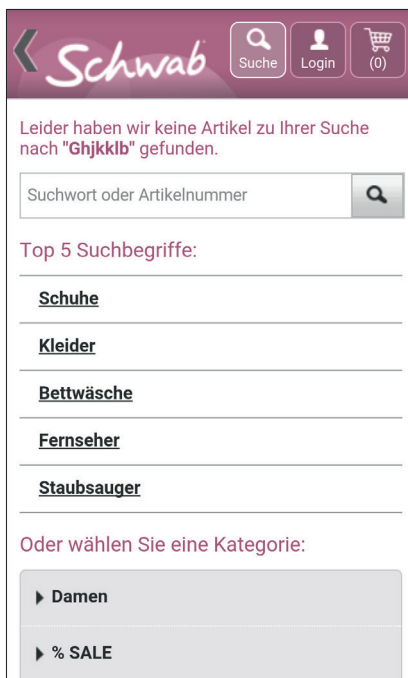 Schwab
Suche
Login
(0)
Leider haben wir keine Artikel zu Ihrer Suche
nach "Ghjkklb" gefunden.
Suchwort oder Artikelnummer
Top 5 Suchbegriffe:
Schuhe
Kleider
Bettwäsche
Fernseher
Staubsauger
Oder wählen Sie eine Kategorie:
Damen
% SALE